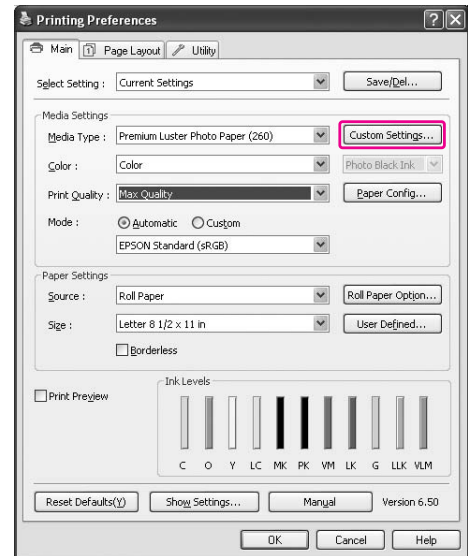 Printing Preferences
Main Page Layout Utility
Select Setting : Current Settings Save/Del...
Media Settings
Media Type : Premium Luster Photo Paper (260) Custom Settings...
Color : Color Photo Black Ink
Print Quality : Max Quality Paper Config...
Mode : Automatic Custom
EPSON Standard (sRGB)
Paper Settings
Source : Roll Paper Roll Paper Option...
Size : Letter 8 1/2 x 11 in User Defined...
Borderless
Print Preview
Ink Levels
C O Y LC MK PK VM LK G LLK VLM
Reset Defaults(Y) Show Settings... Manual Version 6.50
OK Cancel Help